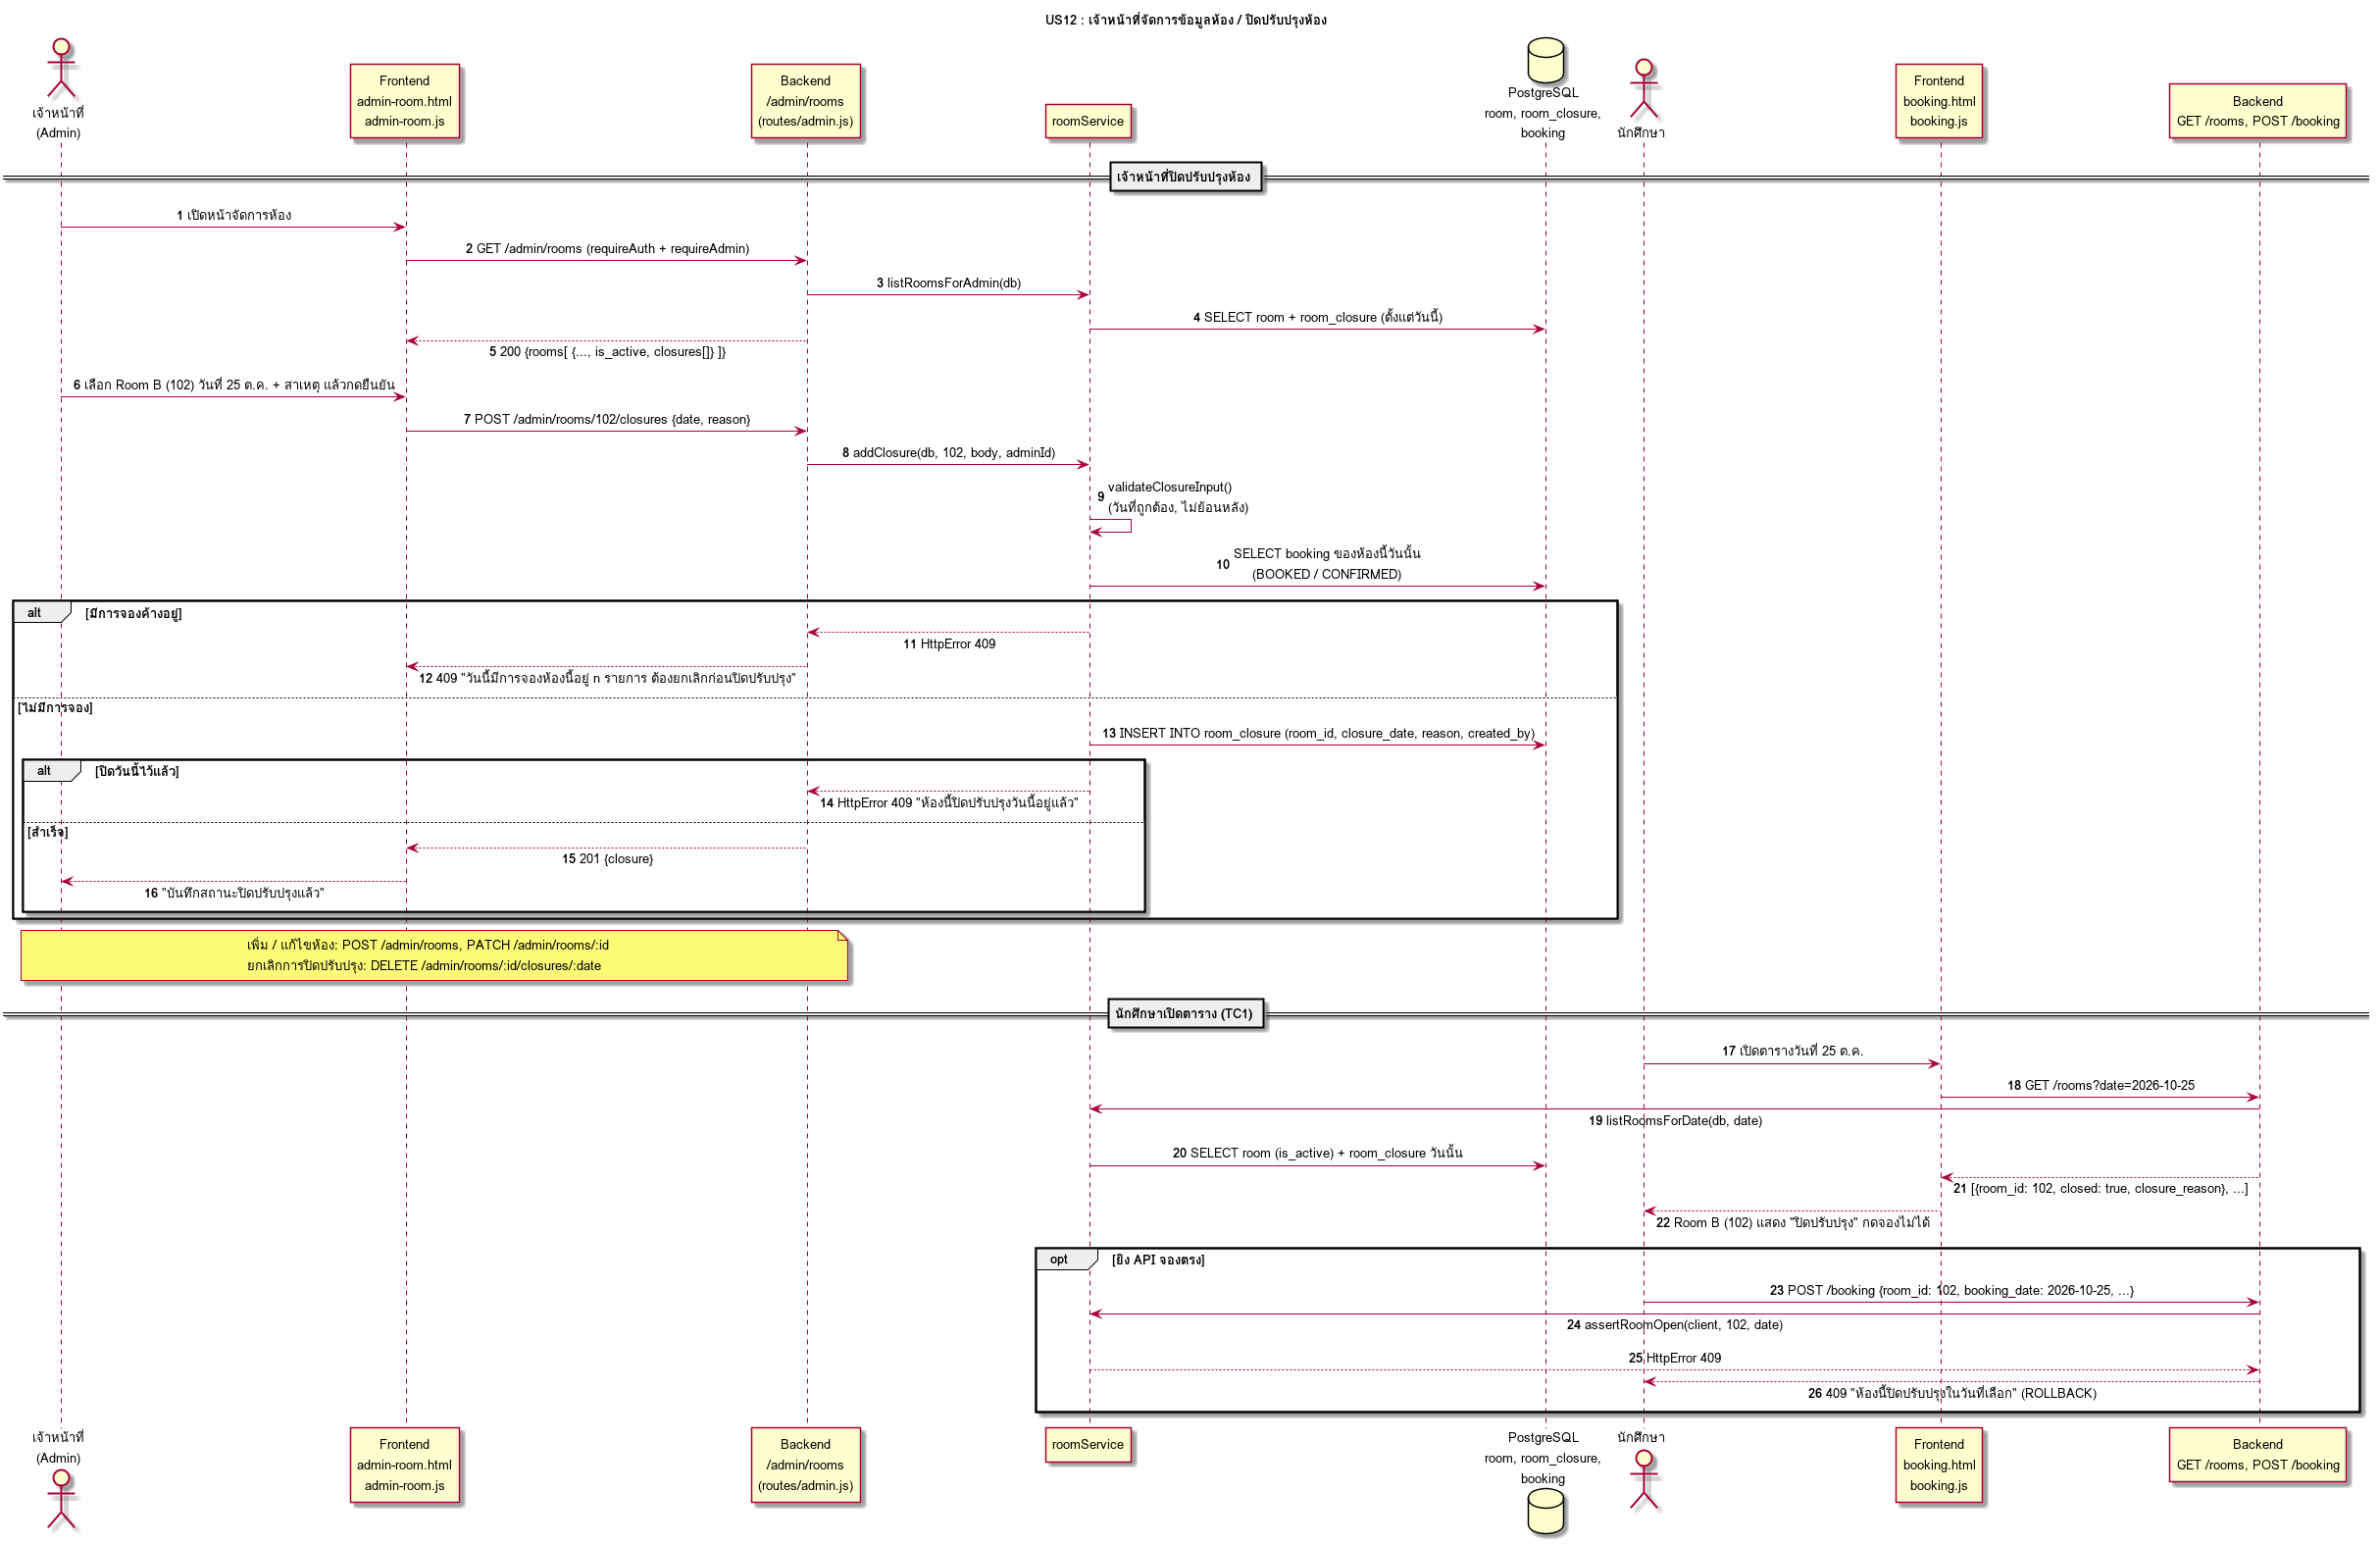 US12 : เจ้าหน้าที่จัดการข้อมูลห้อง / ปิดปรับปรุงห้อง
เจ้าหน้าที่
(Admin)
Frontend
admin-room.html
admin-room.js
Backend
/admin/rooms
(routes/admin.js)
roomService
PostgreSQL
room, room_closure,
booking
นักศึกษา
Frontend
booking.html
booking.js
Backend
GET /rooms, POST /booking
เจ้าหน้าที่ปิดปรับปรุงห้อง
1 เปิดหน้าจัดการห้อง
2 GET /admin/rooms (requireAuth + requireAdmin)
3 listRoomsForAdmin(db)
4 SELECT room + room_closure (ตั้งแต่วันนี้)
5 200 {rooms[ {..., is_active, closures[]} ]}
6 เลือก Room B (102) วันที่ 25 ต.ค. + สาเหตุ แล้วกดยืนยัน
7 POST /admin/rooms/102/closures {date, reason}
8 addClosure(db, 102, body, adminId)
9 validateClosureInput()
(วันที่ถูกต้อง, ไม่ย้อนหลัง)
10 SELECT booking ของห้องนี้วันนั้น
(BOOKED / CONFIRMED)
alt [มีการจองค้างอยู่]
11 HttpError 409
12 409 "วันนี้มีการจองห้องนี้อยู่ n รายการ ต้องยกเลิกก่อนปิดปรับปรุง"
[ไม่มีการจอง]
13 INSERT INTO room_closure (room_id, closure_date, reason, created_by)
alt [ปิดวันนี้ไว้แล้ว]
14 HttpError 409 "ห้องนี้ปิดปรับปรุงวันนี้อยู่แล้ว"
[สำเร็จ]
15 201 {closure}
16 "บันทึกสถานะปิดปรับปรุงแล้ว"
เพิ่ม / แก้ไขห้อง: POST /admin/rooms, PATCH /admin/rooms/:id
ยกเลิกการปิดปรับปรุง: DELETE /admin/rooms/:id/closures/:date
นักศึกษาเปิดตาราง (TC1)
17 เปิดตารางวันที่ 25 ต.ค.
18 GET /rooms?date=2026-10-25
19 listRoomsForDate(db, date)
20 SELECT room (is_active) + room_closure วันนั้น
21 [{room_id: 102, closed: true, closure_reason}, ...]
22 Room B (102) แสดง "ปิดปรับปรุง" กดจองไม่ได้
opt [ยิง API จองตรง]
23 POST /booking {room_id: 102, booking_date: 2026-10-25, ...}
24 assertRoomOpen(client, 102, date)
25 HttpError 409
26 409 "ห้องนี้ปิดปรับปรุงในวันที่เลือก" (ROLLBACK)
เจ้าหน้าที่
(Admin)
Frontend
admin-room.html
admin-room.js
Backend
/admin/rooms
(routes/admin.js)
roomService
PostgreSQL
room, room_closure,
booking
นักศึกษา
Frontend
booking.html
booking.js
Backend
GET /rooms, POST /booking